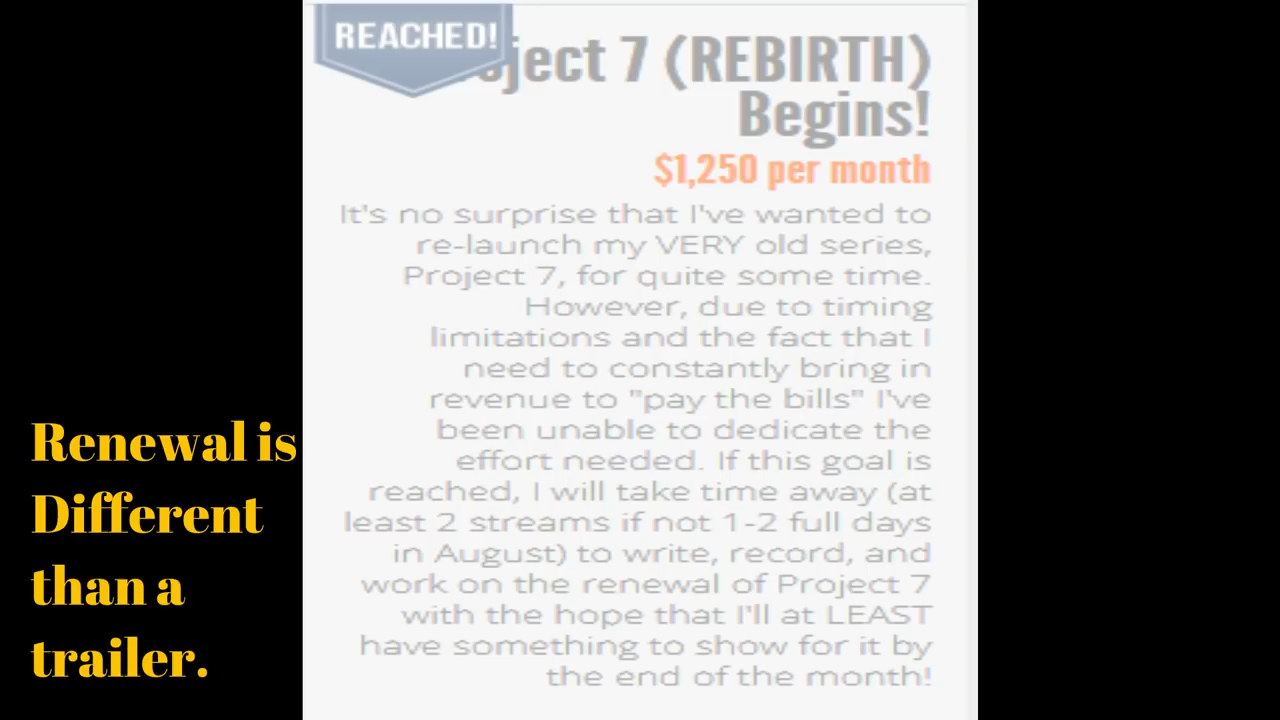 REACHED!
oject 7 (REBIRTH)
Begins!
$1,250 per month
It's no surprise that I've wanted to
re-launch my VERY old series,
Project 7, for quite some time.
However, due to timing
limitations and the fact that I
need to constantly bring in
revenue to "pay the bills" I've
been unable to dedicate the
effort needed. If this goal is
reached, I will take time away (at
least 2 streams if not 1-2 full days
in August) to write, record, and
work on the renewal of Project 7
with the hope that I'll at LEAST
have something to show for it by
the end of the month!
Renewal is
Different
than a
trailer.